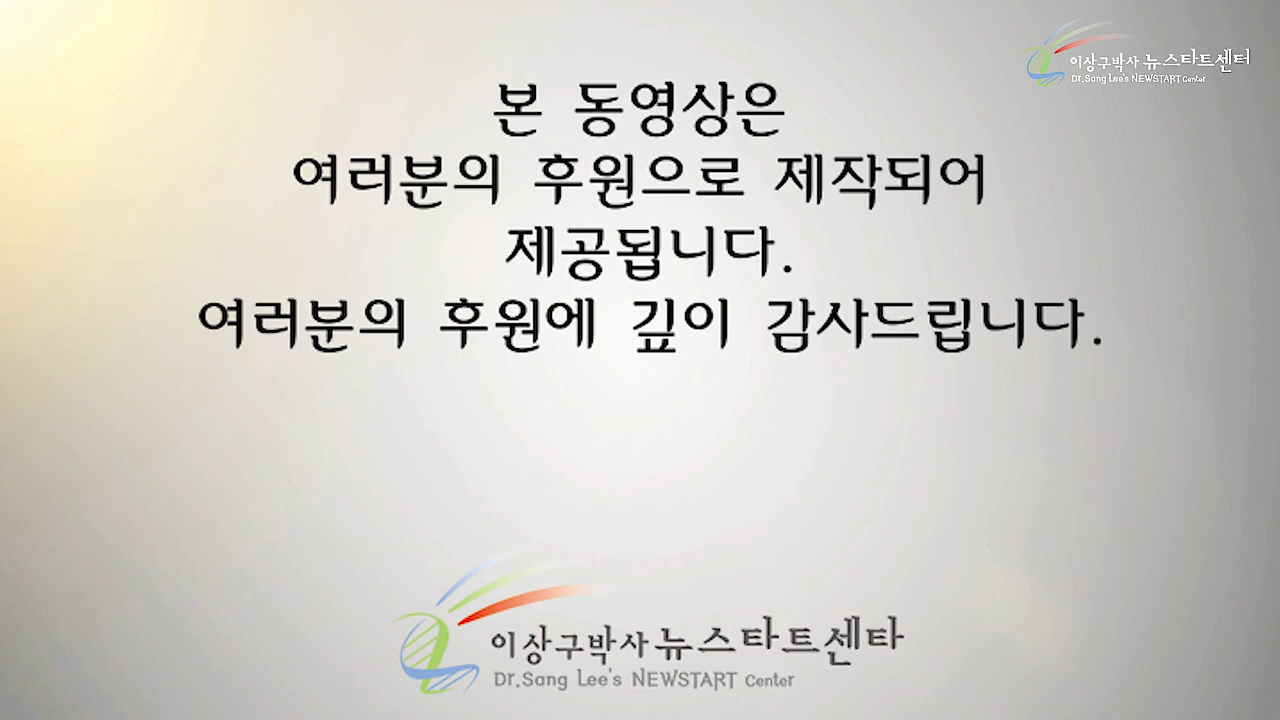 이상구박사 뉴스타트센터
Dr.Sang Lee's NEWSTART Center
본 동영상은
여러분의 후원으로 제작되어
제공됩니다.
여러분의 후원에 깊이 감사드립니다.
이상구박사 뉴스타트센타
Dr.Sang Lee's NEWSTART Center